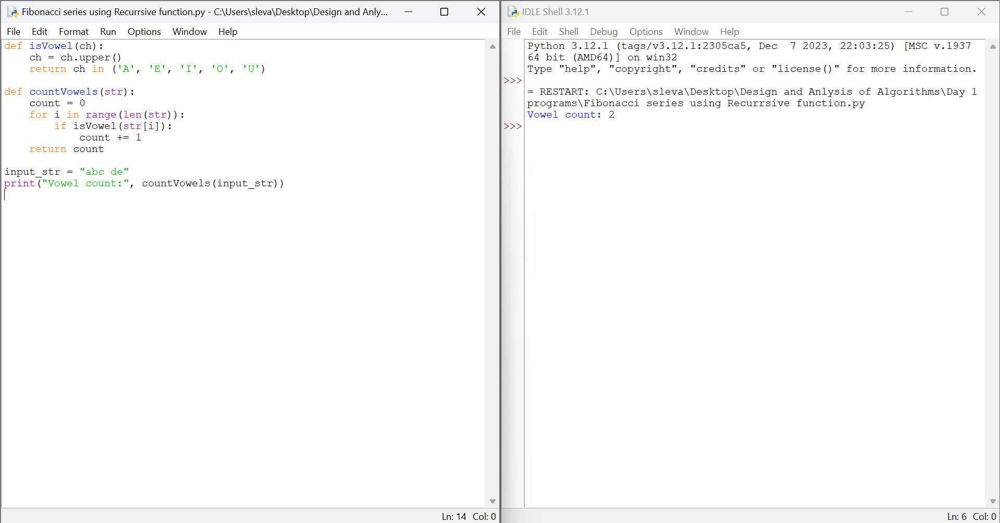 Fibonacci series using Recurrsive function.py - C:\Users\sleva\Desktop\Design and Anly...
File Edit Format Run Options Window Help
def isVowel(ch):
    ch = ch.upper()
    return ch in ('A', 'E', 'I', 'O', 'U')

def countVowels(str):
    count = 0
    for i in range(len(str)):
        if isVowel(str[i]):
            count += 1
    return count

input_str = "abc de"
print("Vowel count:", countVowels(input_str))
Ln: 14 Col: 0
IDLE Shell 3.12.1
File Edit Shell Debug Options Window Help
Python 3.12.1 (tags/v3.12.1:2305ca5, Dec  7 2023, 22:03:25) [MSC v.1937
64 bit (AMD64)] on win32
Type "help", "copyright", "credits" or "license()" for more information.
>>>
= RESTART: C:\Users\sleva\Desktop\Design and Anlysis of Algorithms\Day 1
programs\Fibonacci series using Recurrsive function.py
Vowel count: 2
>>>
Ln: 6 Col: 0